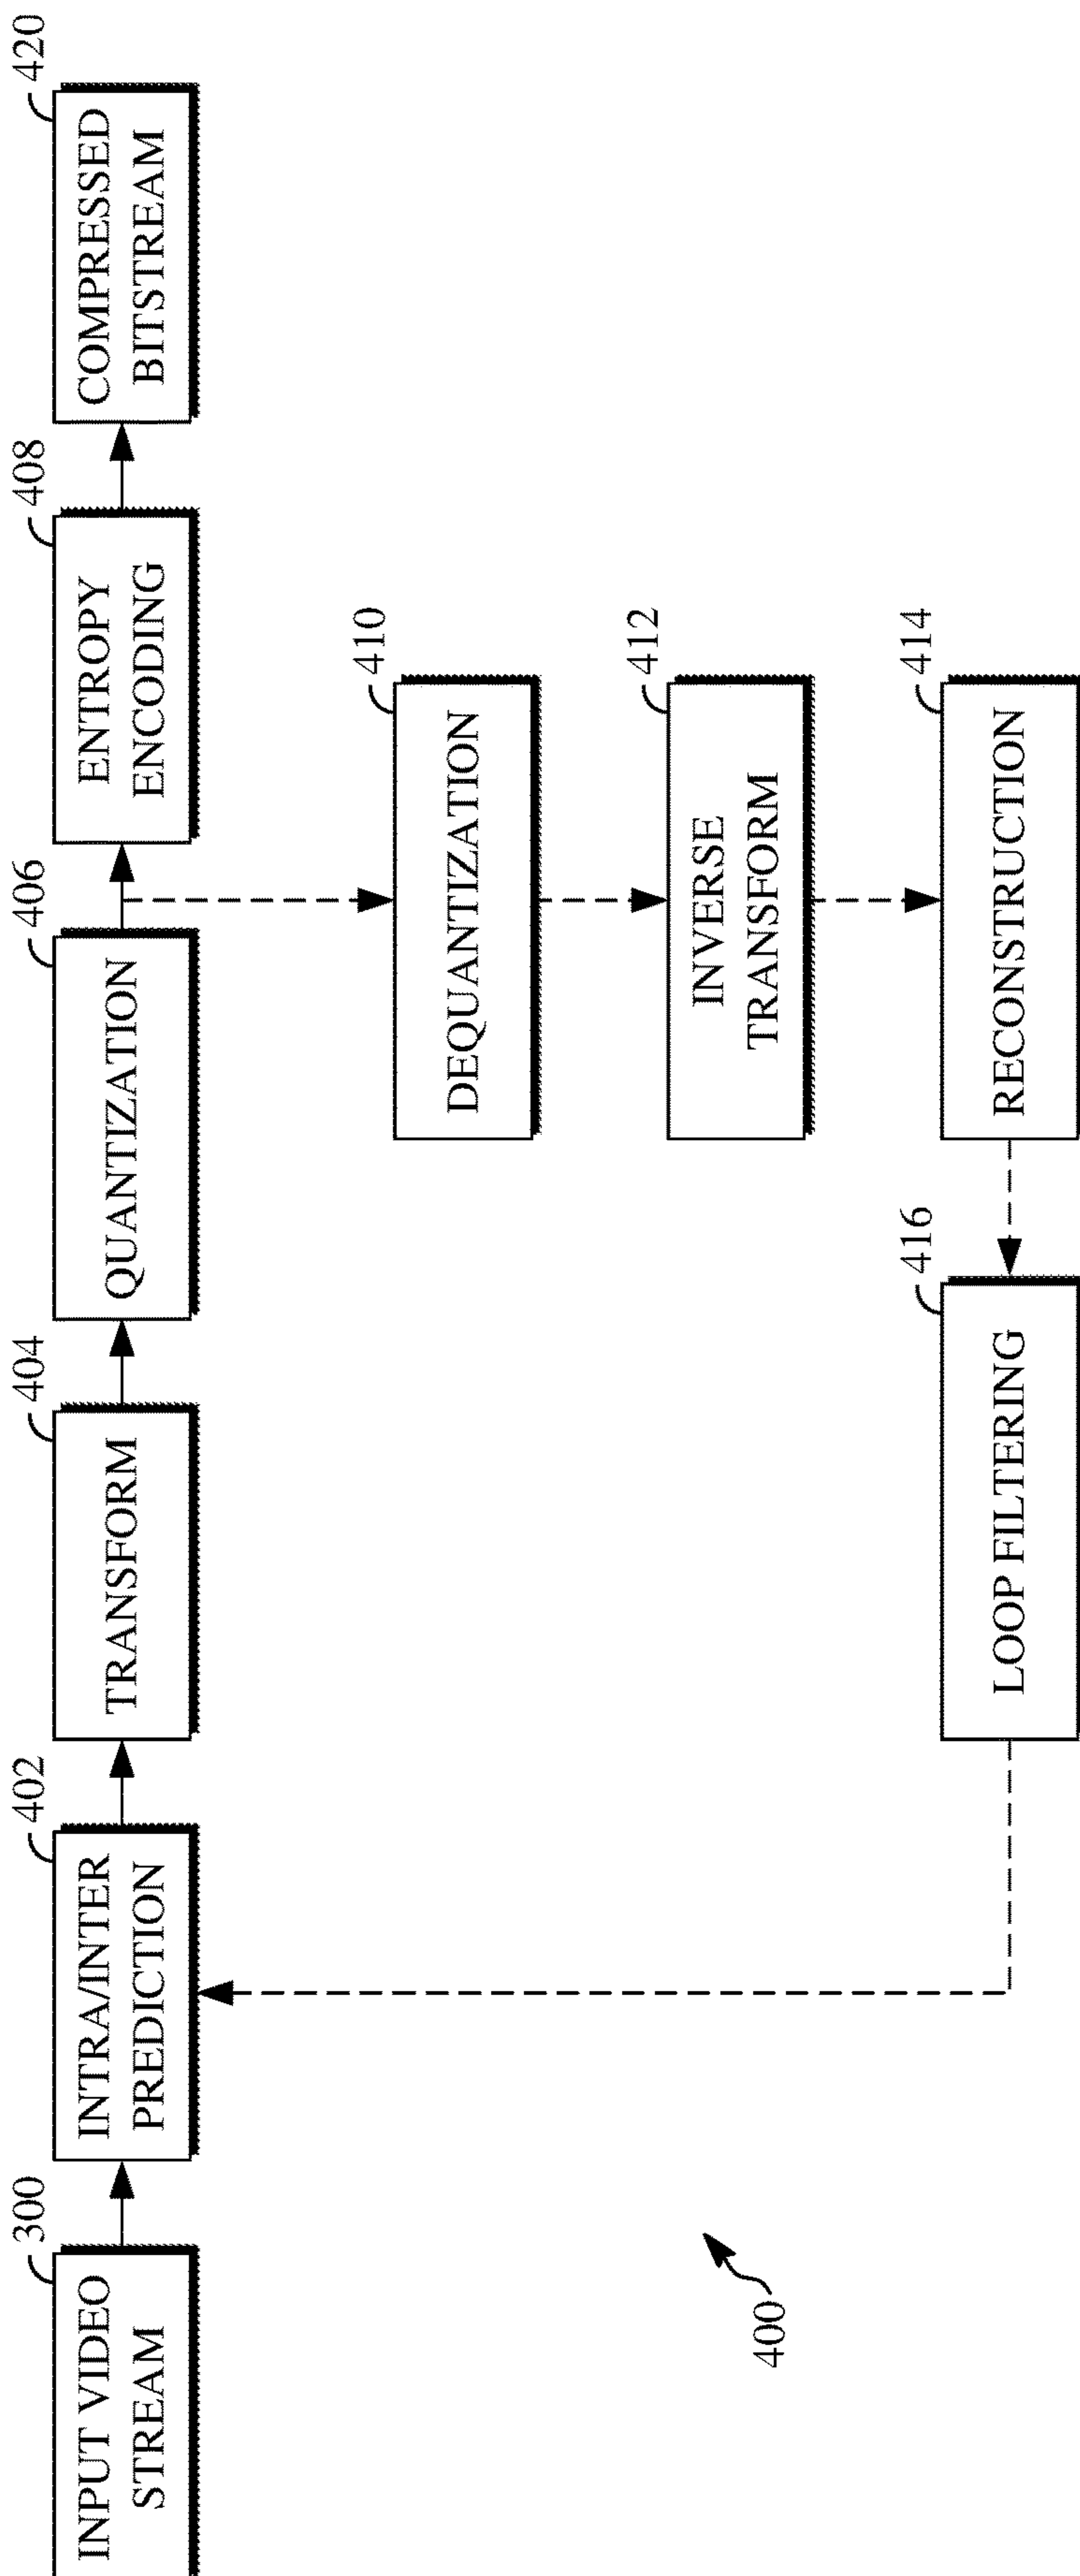 300
INPUT VIDEO
STREAM
402
INTRA/INTER
PREDICTION
404
TRANSFORM
406
QUANTIZATION
408
ENTROPY
ENCODING
420
COMPRESSED
BITSTREAM
410
DEQUANTIZATION
412
INVERSE
TRANSFORM
416
LOOP FILTERING
414
RECONSTRUCTION
400